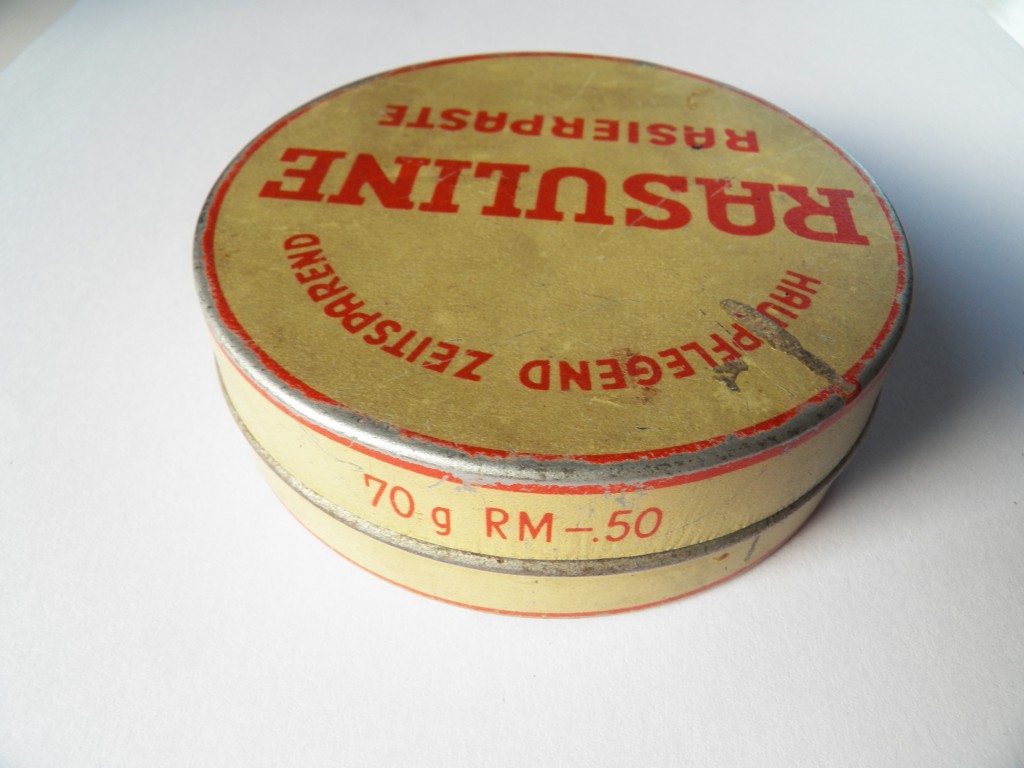 HAUTPFLEGEND ZEITSPAREND
RASULINE
RASIERPASTE
70 g RM -.50